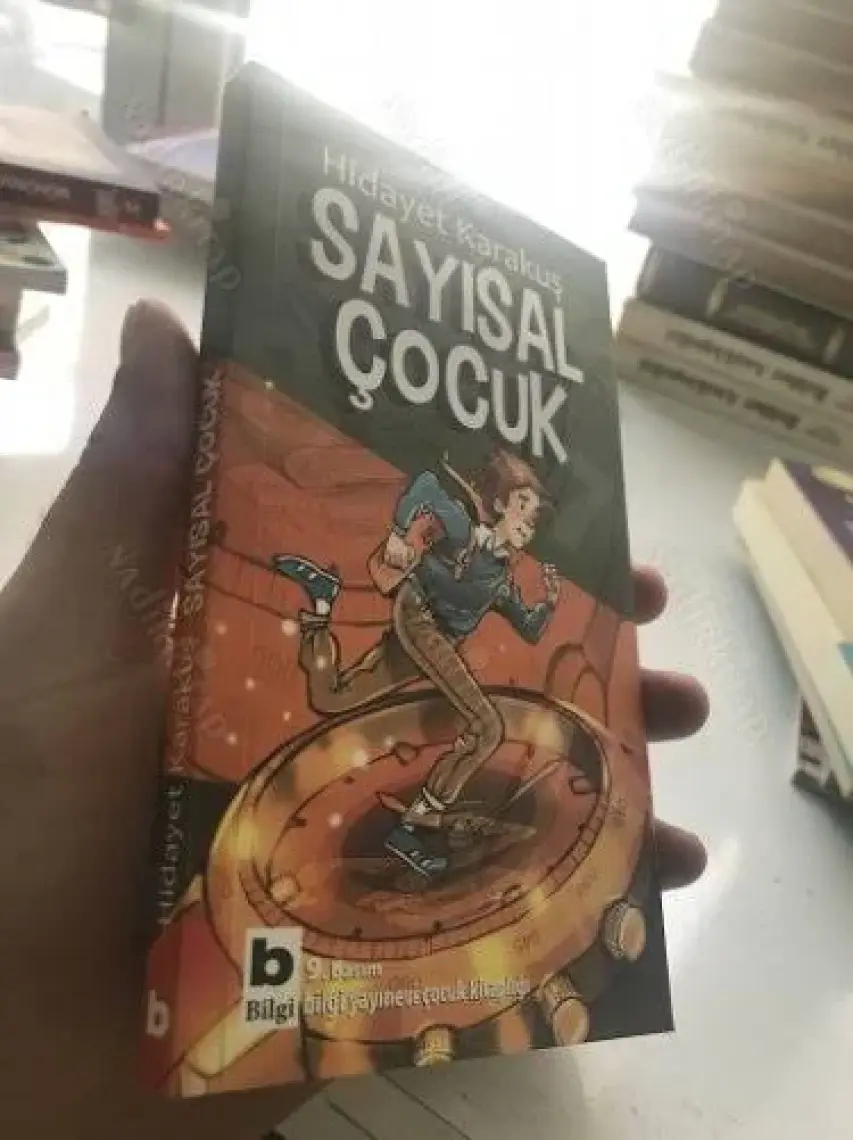 Hidayet Karakuş
SAYISAL
ÇOCUK
Hidayet Karakuş SAYISAL ÇOCUK
b
b
Bilgi
9. basım
bilgi yayınevi çocuk kitaplığı